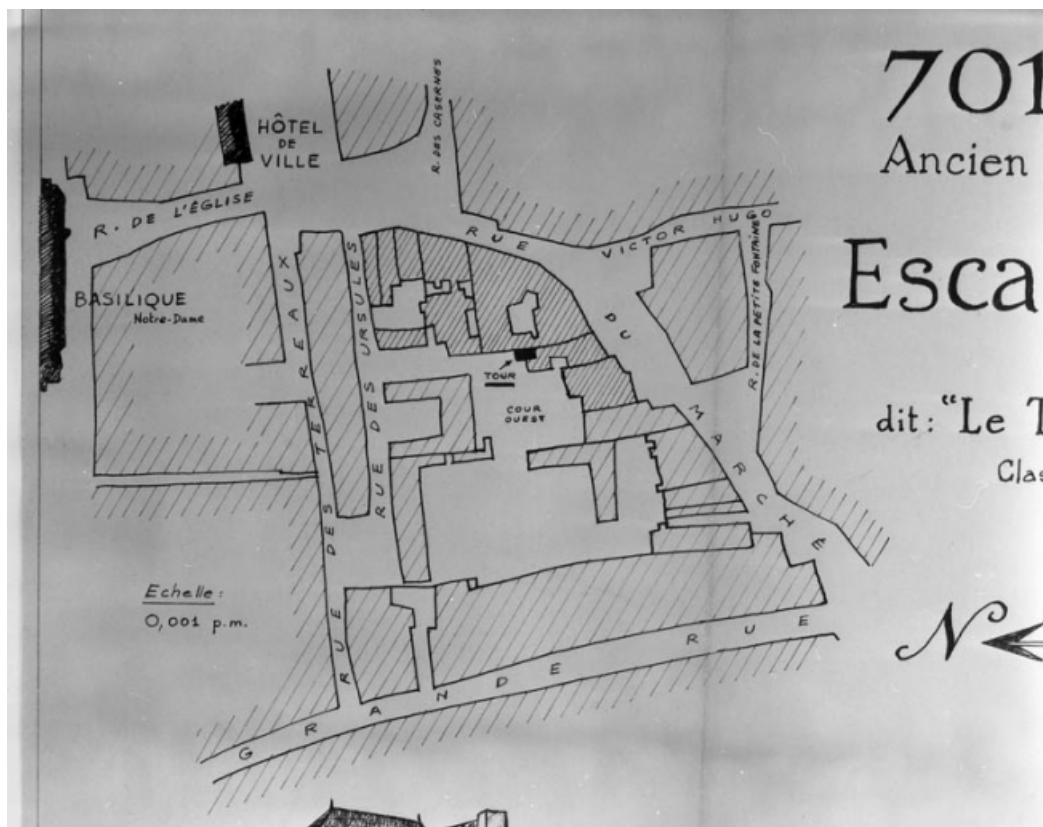 701
Ancien
Esca
dit: "Le T
Clas
N
HÔTEL
DE
VILLE
R. DES CASERNES
R. DE L'ÉGLISE
BASILIQUE
Notre-Dame
RUE DES TERREAUX
RUE DES URSULES
RUE VICTOR HUGO
R. DE LA PETITE FONTAINE
RUE DU MARCHÉ
TOUR
COUR
OUEST
Echelle:
0,001 p.m.
GRANDE RUE